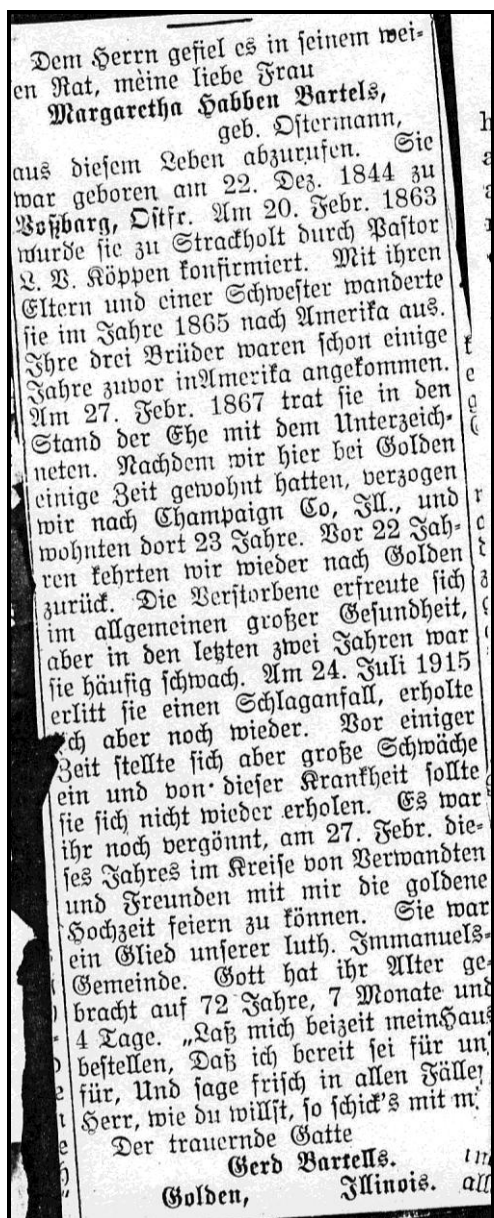 Dem Herrn gefiel es in seinem wei-
en Rat, meine liebe Frau
Margaretha Habben Bartels,
geb. Ostermann,
aus diesem Leben abzurufen. Sie
war geboren am 22. Dez. 1844 zu
Voßbarg, Ostfr. Am 20. Febr. 1863
wurde sie zu Strackholt durch Pastor
L. V. Köppen konfirmiert. Mit ihren
Eltern und einer Schwester wanderte
sie im Jahre 1865 nach Amerika aus.
Ihre drei Brüder waren schon einige
Jahre zuvor inAmerika angekommen.
Am 27. Febr. 1867 trat sie in den
Stand der Ehe mit dem Unterzeich-
neten. Nachdem wir hier bei Golden
einige Zeit gewohnt hatten, verzogen
wir nach Champaign Co, Ill., und
wohnten dort 23 Jahre. Vor 22 Jah-
ren kehrten wir wieder nach Golden
zurück. Die Verstorbene erfreute sich
im allgemeinen großer Gesundheit,
aber in den letzten zwei Jahren war
sie häufig schwach. Am 24. Juli 1915
erlitt sie einen Schlaganfall, erholte
ich aber noch wieder. Vor einiger
Zeit stellte sich aber große Schwäche
ein und von dieser Krankheit sollte
sie sich nicht wieder erholen. Es war
ihr noch vergönnt, am 27. Febr. die-
ses Jahres im Kreise von Verwandten
und Freunden mit mir die goldene
Hochzeit feiern zu können. Sie war
ein Glied unserer luth. Immanuels-
Gemeinde. Gott hat ihr Alter ge-
bracht auf 72 Jahre, 7 Monate und
4 Tage. „Laß mich beizeit meinHaus
bestellen, Daß ich bereit sei für un
für, Und sage frisch in allen Fälle
Herr, wie du willst, so schick's mit m
Der trauernde Gatte
Gerd Bartells.
Golden, Illinois.